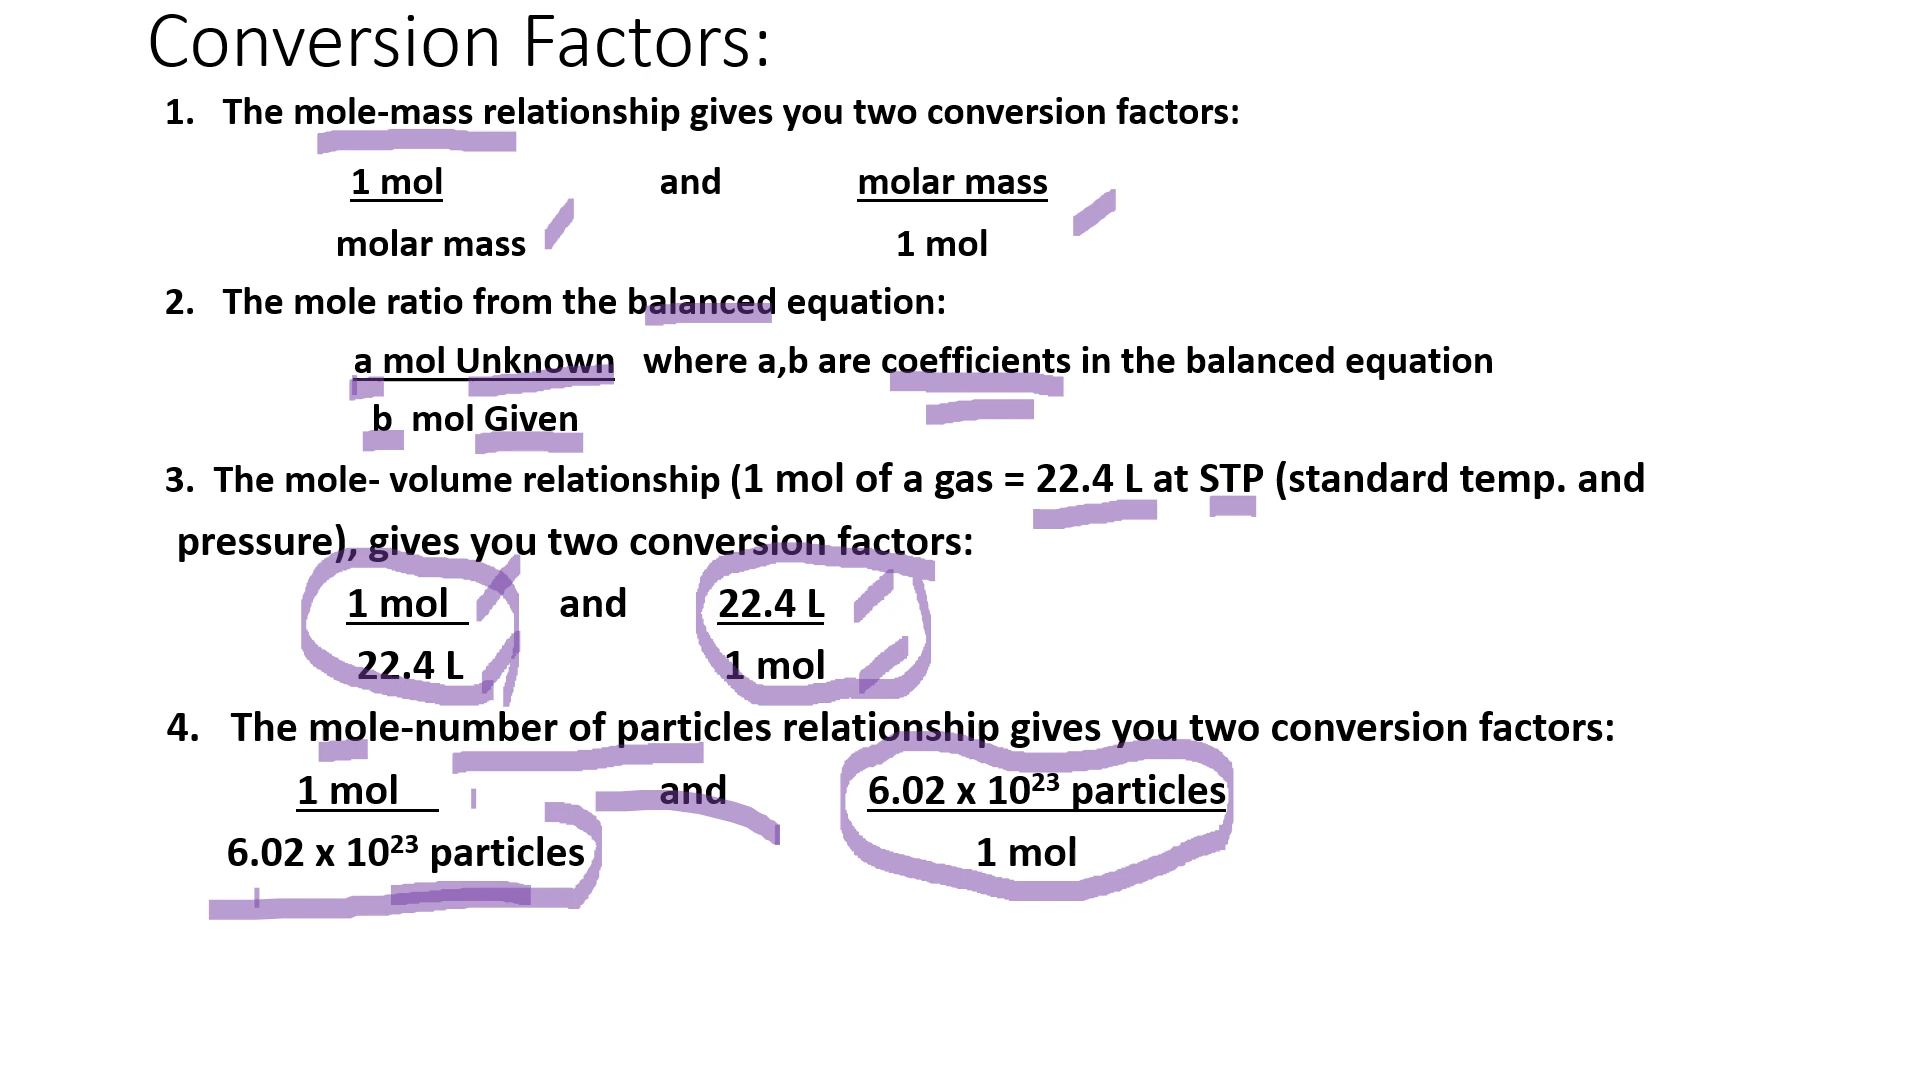 Conversion Factors:
1. The mole-mass relationship gives you two conversion factors:
1 mol and molar mass
molar mass 1 mol
2. The mole ratio from the balanced equation:
a mol Unknown where a,b are coefficients in the balanced equation
b mol Given
3. The mole- volume relationship (1 mol of a gas = 22.4 L at STP (standard temp. and
pressure), gives you two conversion factors:
1 mol and 22.4 L
22.4 L 1 mol
4. The mole-number of particles relationship gives you two conversion factors:
1 mol and 6.02 x 10²³ particles
6.02 x 10²³ particles 1 mol